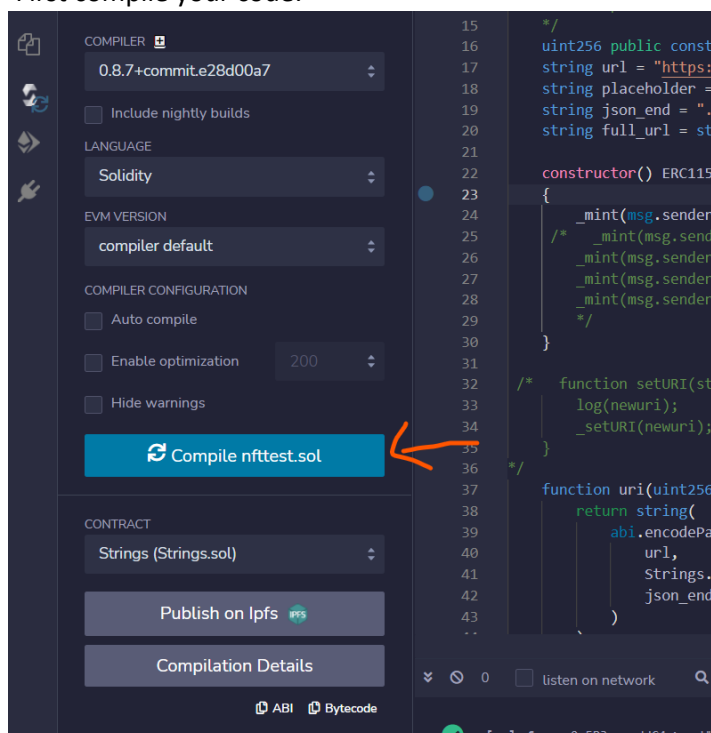 First compile your code.
COMPILER
0.8.7+commit.e28d00a7
Include nightly builds
LANGUAGE
Solidity
EVM VERSION
compiler default
COMPILER CONFIGURATION
Auto compile
Enable optimization 200
Hide warnings
Compile nfttest.sol
CONTRACT
Strings (Strings.sol)
Publish on Ipfs IPFS
Compilation Details
ABI Bytecode
15 */
16 uint256 public const
17 string url = "https:
18 string placeholder =
19 string json_end = ".
20 string full_url = st
21
22 constructor() ERC115
23 {
24 _mint(msg.sender
25 /* _mint(msg.send
26 _mint(msg.sender
27 _mint(msg.sender
28 _mint(msg.sender
29 */
30 }
31
32 /* function setURI(st
33 log(newuri);
34 _setURI(newuri);
35 }
36 */
37 function uri(uint256
38 return string(
39 abi.encodePa
40 url,
41 Strings.
42 json_end
43 )
0 listen on network